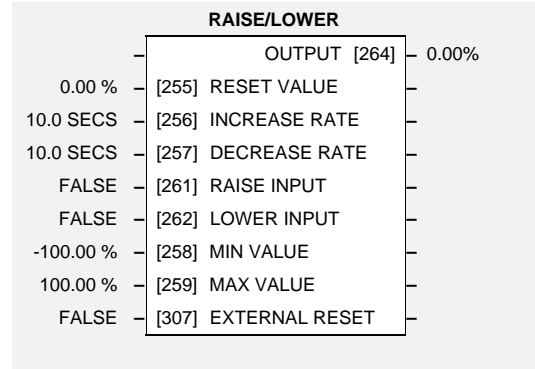 RAISE/LOWER
– OUTPUT [264] – 0.00%
0.00 % – [255] RESET VALUE –
10.0 SECS – [256] INCREASE RATE –
10.0 SECS – [257] DECREASE RATE –
FALSE – [261] RAISE INPUT –
FALSE – [262] LOWER INPUT –
-100.00 % – [258] MIN VALUE –
100.00 % – [259] MAX VALUE –
FALSE – [307] EXTERNAL RESET –